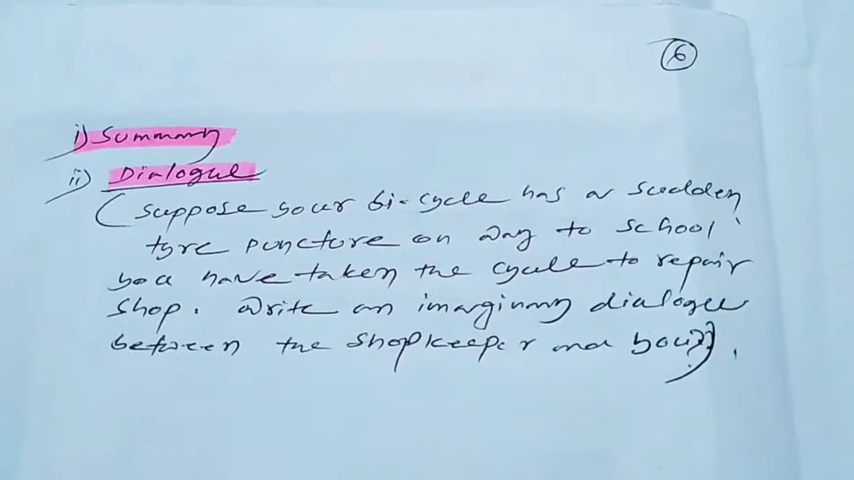 6
i) Summary
ii) Dialogue
(Suppose your bi-cycle has a sudden
tyre puncture on way to school
you have taken the cycle to repair
shop. Write an imaginary dialogue
between the shopkeeper and you??).